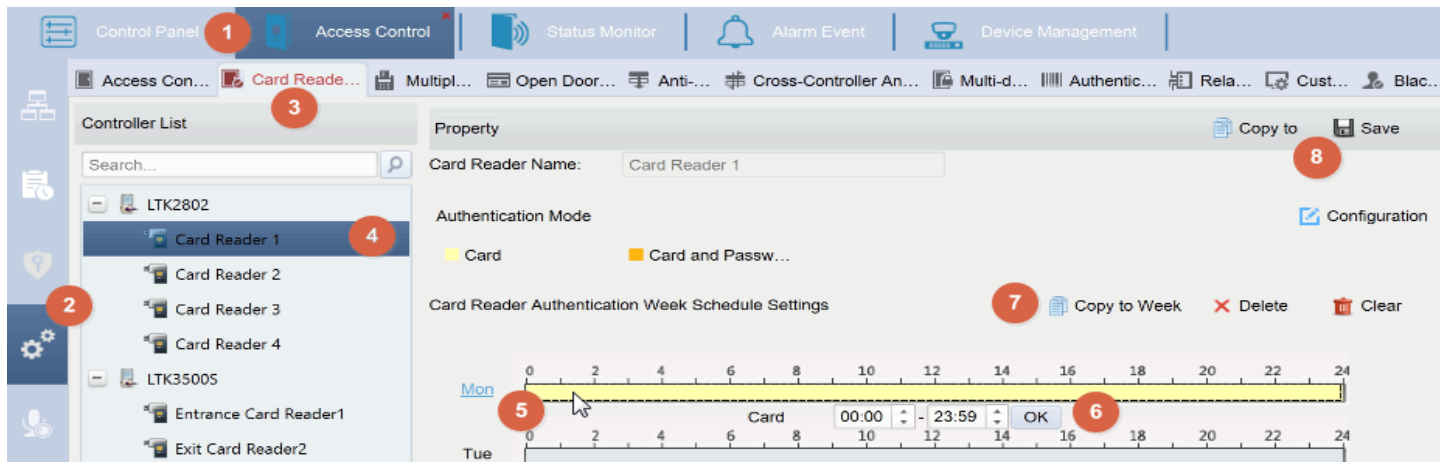 Control Panel 1 Access Control Status Monitor Alarm Event Device Management
Access Con... Card Reade... Multipl... Open Door... Anti-... Cross-Controller An... Multi-d... Authentic... Rela... Cust... Blac...
3
Controller List
Property Copy to Save
8
Search...
Card Reader Name: Card Reader 1
LTK2802
Authentication Mode Configuration
Card Reader 1 4
Card Card and Passw...
Card Reader 2
2 Card Reader 3
Card Reader Authentication Week Schedule Settings 7 Copy to Week Delete Clear
Card Reader 4
LTK3500S
0 2 4 6 8 10 12 14 16 18 20 22 24
Mon
Entrance Card Reader1
5 Card 00:00 - 23:59 OK 6
0 2 4 6 8 10 12 14 16 18 20 22 24
Exit Card Reader2
Tue